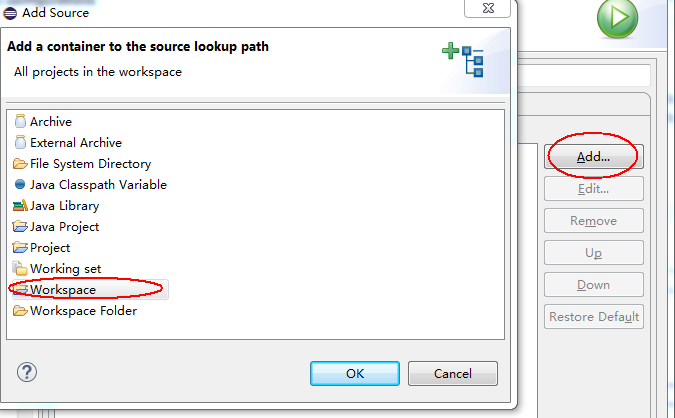 Add Source
Add a container to the source lookup path
All projects in the workspace
Archive
External Archive
File System Directory
Java Classpath Variable
Java Library
Java Project
Project
Working set
Workspace
Workspace Folder
OK
Cancel
Add...
Edit...
Remove
Up
Down
Restore Default